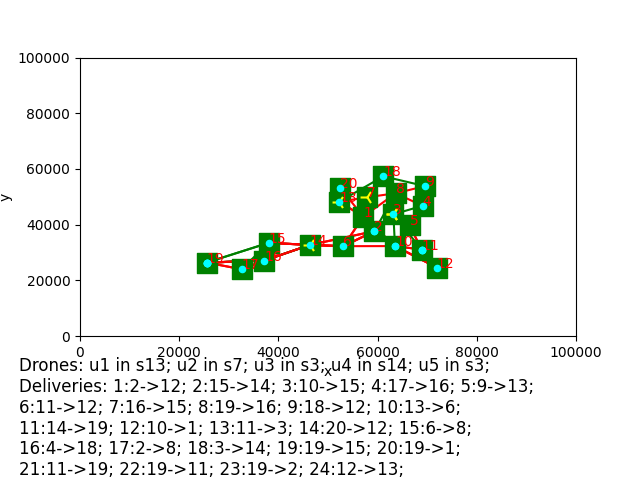 100000
80000
60000
40000
20000
0
y
0 20000 40000 60000 80000 100000
x
Drones: u1 in s13; u2 in s7; u3 in s3; u4 in s14; u5 in s3;
Deliveries: 1:2->12; 2:15->14; 3:10->15; 4:17->16; 5:9->13;
6:11->12; 7:16->15; 8:19->16; 9:18->12; 10:13->6;
11:14->19; 12:10->1; 13:11->3; 14:20->12; 15:6->8;
16:4->18; 17:2->8; 18:3->14; 19:19->15; 20:19->1;
21:11->19; 22:19->11; 23:19->2; 24:12->13;